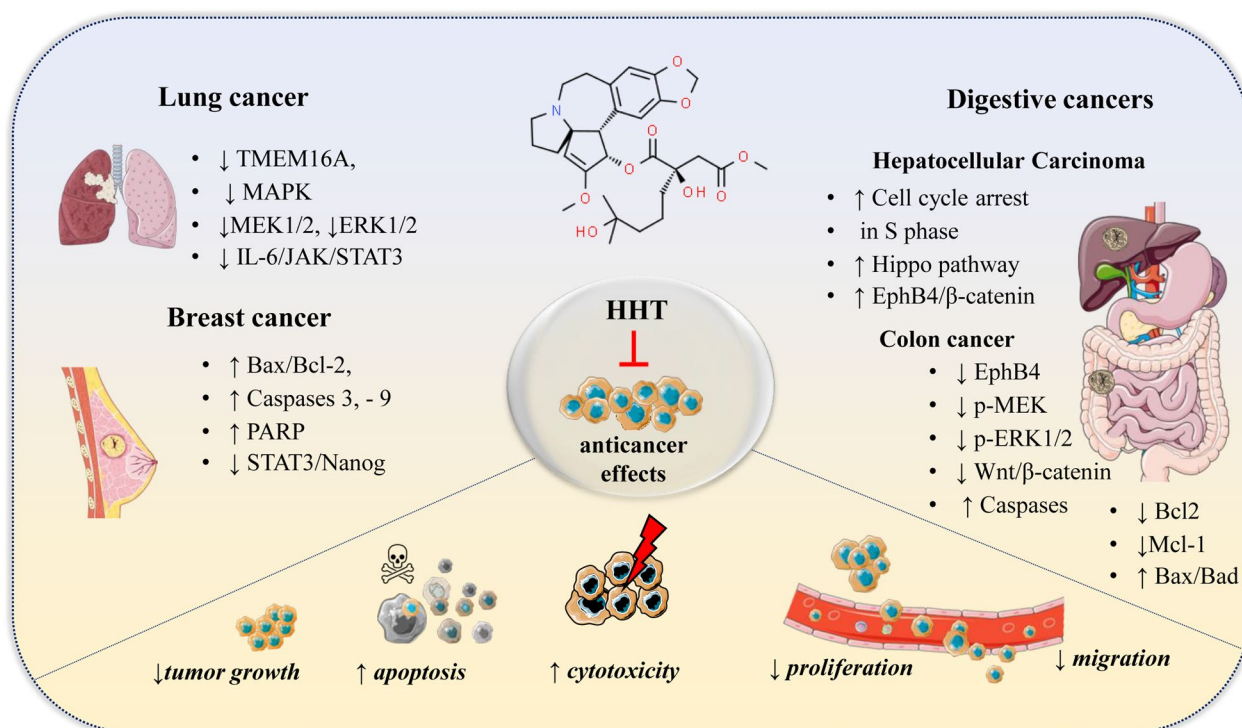 Lung cancer
• ↓ TMEM16A,
• ↓ MAPK
• ↓MEK1/2, ↓ERK1/2
• ↓ IL-6/JAK/STAT3
Breast cancer
• ↑ Bax/Bcl-2,
• ↑ Caspases 3, - 9
• ↑ PARP
• ↓ STAT3/Nanog
O
O
N
O
O
O
O
O
OH
HO
HHT
anticancer
effects
Digestive cancers
Hepatocellular Carcinoma
• ↑ Cell cycle arrest
• in S phase
• ↑ Hippo pathway
• ↑ EphB4/β-catenin
Colon cancer
• ↓ EphB4
• ↓ p-MEK
• ↓ p-ERK1/2
• ↓ Wnt/β-catenin
• ↑ Caspases
• ↓ Bcl2
• ↓Mcl-1
• ↑ Bax/Bad
↓tumor growth
↑ apoptosis
↑ cytotoxicity
↓ proliferation
↓ migration